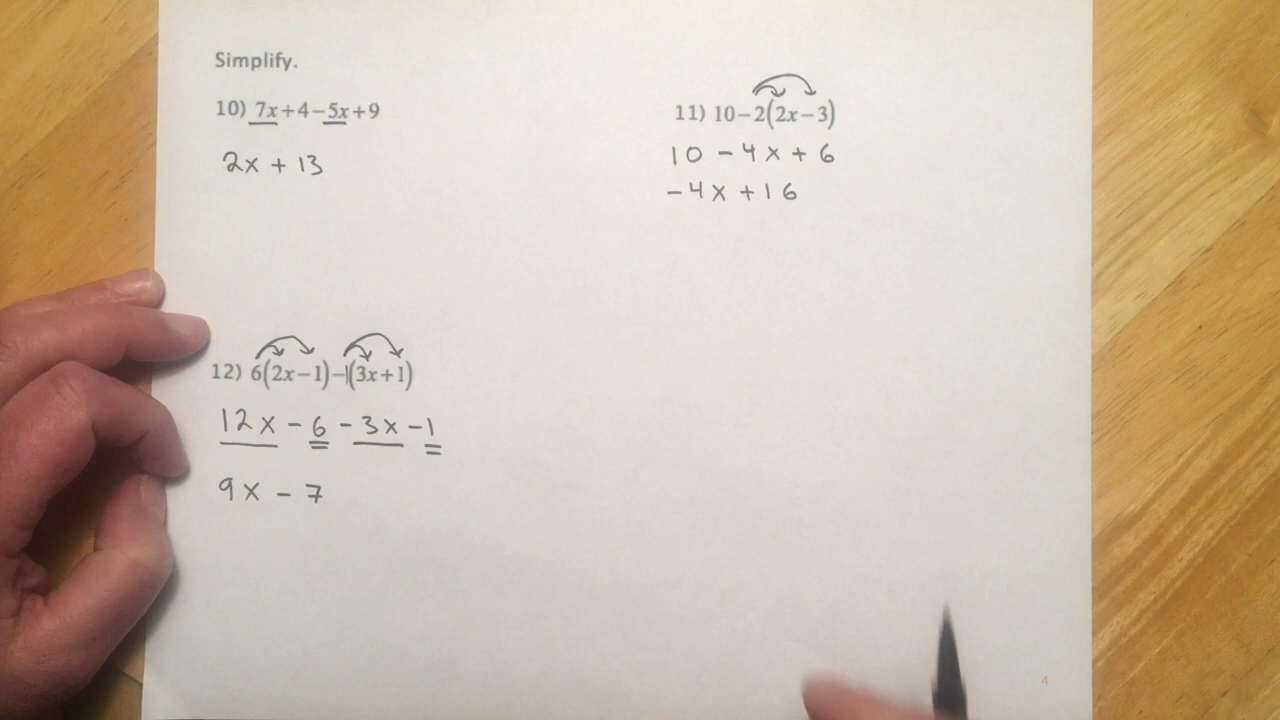 Simplify.
10) 7x+4−5x+9
2x + 13
11) 10−2(2x−3)
10 − 4x + 6
−4x + 16
12) 6(2x−1)−1(3x+1)
12x − 6 − 3x − 1
9x − 7
4